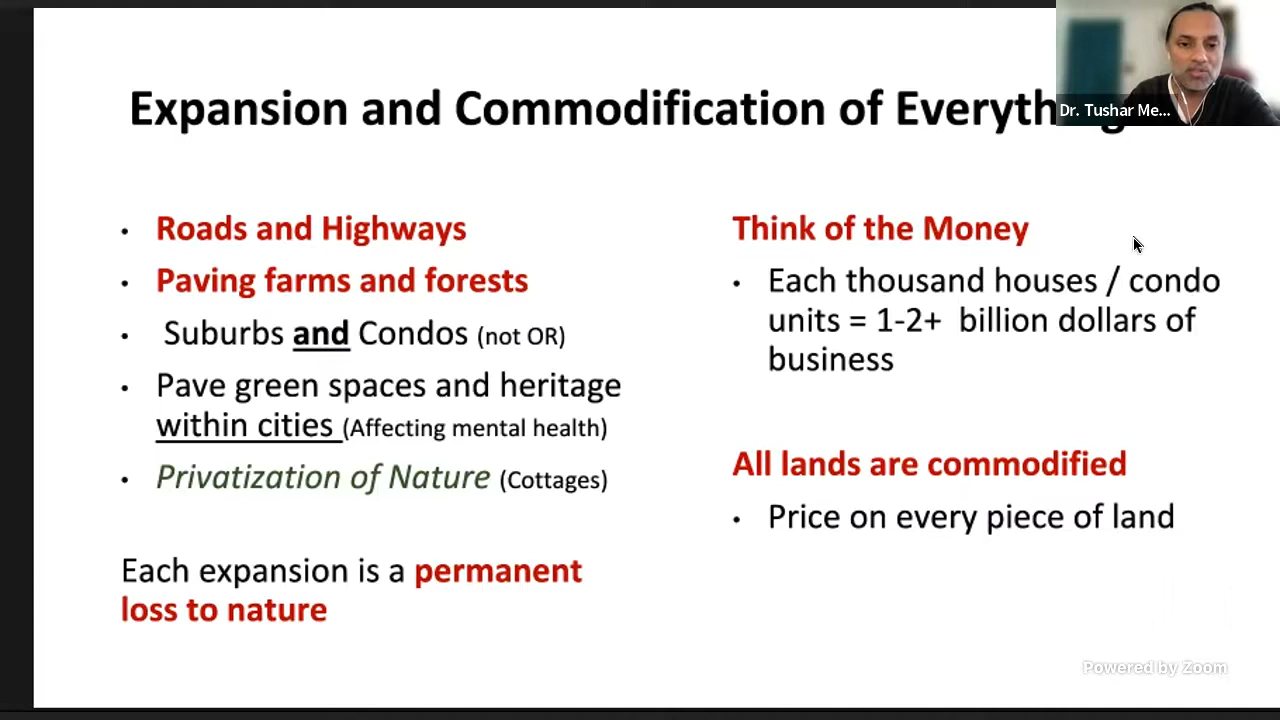 Expansion and Commodification of Everyth g
Dr. Tushar Me...
• Roads and Highways
• Paving farms and forests
• Suburbs and Condos (not OR)
• Pave green spaces and heritage
within cities (Affecting mental health)
• Privatization of Nature (Cottages)
Each expansion is a permanent
loss to nature
Think of the Money
• Each thousand houses / condo
units = 1-2+ billion dollars of
business
All lands are commodified
• Price on every piece of land
Powered by Zoom